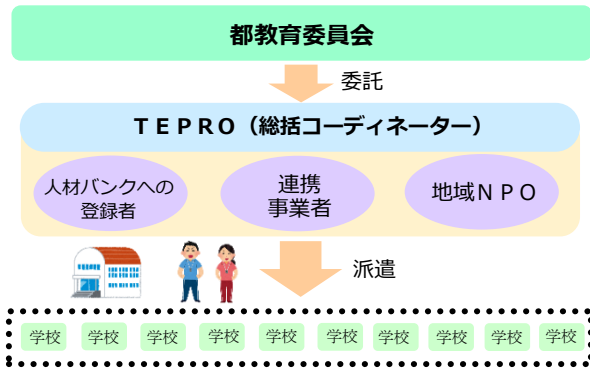 都教育委員会
委託
ＴＥＰＲＯ（総括コーディネーター）
人材バンクへの
登録者
連携
事業者
地域ＮＰＯ
派遣
学校 学校 学校 学校 学校 学校 学校 学校 学校 学校